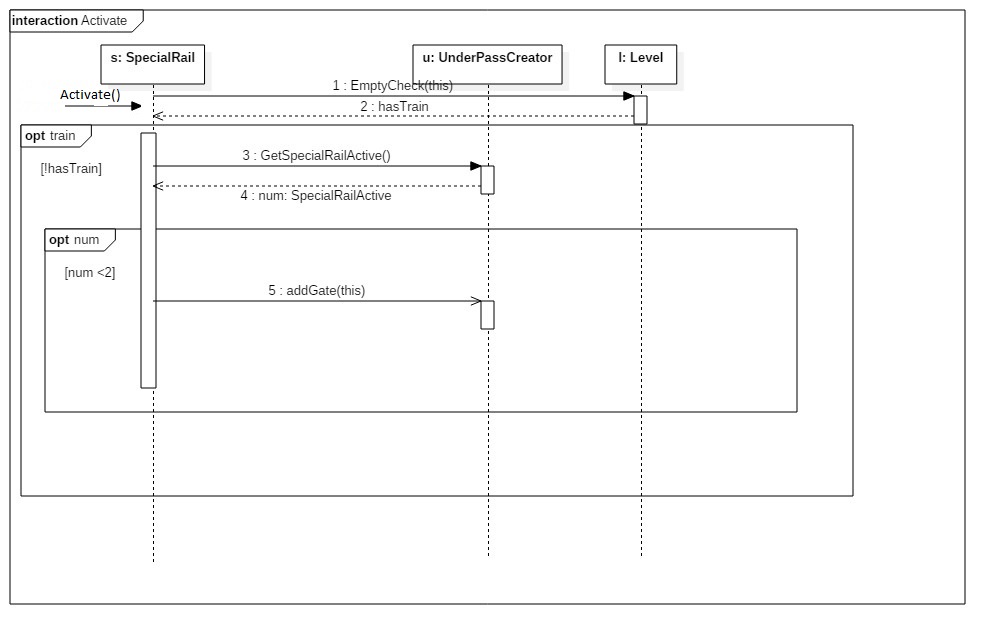 interaction Activate
s: SpecialRail
u: UnderPassCreator
l: Level
1 : EmptyCheck(this)
Activate()
2 : hasTrain
opt train
3 : GetSpecialRailActive()
[!hasTrain]
4 : num: SpecialRailActive
opt num
[num <2]
5 : addGate(this)